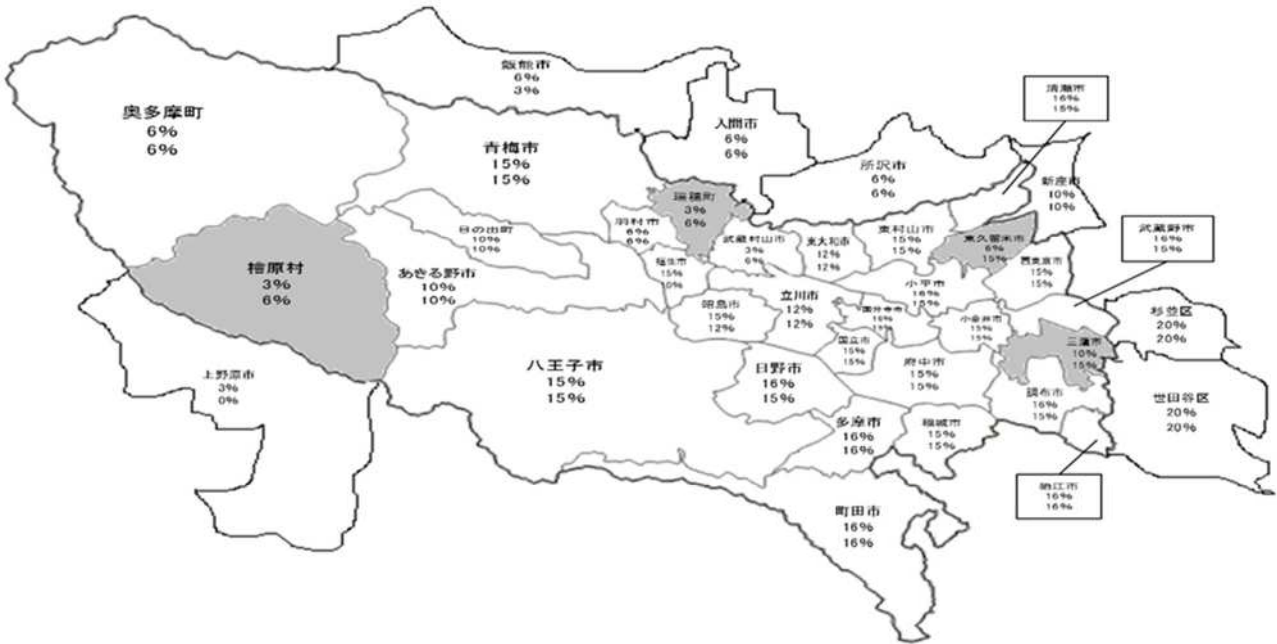 飯能市
6%
3%
奥多摩町
6%
6%
清瀬市
16%
15%
入間市
6%
6%
青梅市
15%
15%
所沢市
6%
6%
新座市
10%
10%
瑞穂町
3%
6%
羽村市
6%
6%
日の出町
10%
10%
武蔵村山市
3%
6%
東大和市
12%
12%
東村山市
15%
15%
東久留米市
6%
15%
武蔵野市
16%
15%
西東京市
15%
15%
檜原村
3%
6%
あきる野市
10%
10%
福生市
15%
10%
小平市
16%
15%
昭島市
15%
12%
立川市
12%
12%
国分寺市
16%
15%
小金井市
15%
15%
杉並区
20%
20%
国立市
15%
15%
三鷹市
10%
15%
上野原市
3%
0%
八王子市
15%
15%
日野市
16%
15%
府中市
15%
15%
調布市
16%
15%
世田谷区
20%
20%
多摩市
16%
16%
稲城市
15%
15%
狛江市
16%
16%
町田市
16%
16%